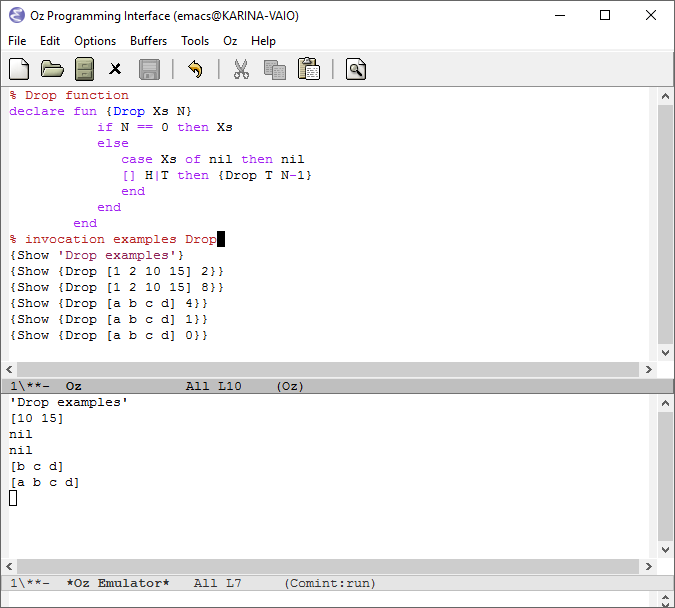 Oz Programming Interface (emacs@KARINA-VAIO)
File Edit Options Buffers Tools Oz Help
% Drop function
declare fun {Drop Xs N}
           if N == 0 then Xs
           else
              case Xs of nil then nil
              [] H|T then {Drop T N-1}
              end
           end
        end
% invocation examples Drop
{Show 'Drop examples'}
{Show {Drop [1 2 10 15] 2}}
{Show {Drop [1 2 10 15] 8}}
{Show {Drop [a b c d] 4}}
{Show {Drop [a b c d] 1}}
{Show {Drop [a b c d] 0}}
1\**-  Oz             All L10    (Oz)
'Drop examples'
[10 15]
nil
nil
[b c d]
[a b c d]
1\**-  *Oz Emulator*   All L7     (Comint:run)